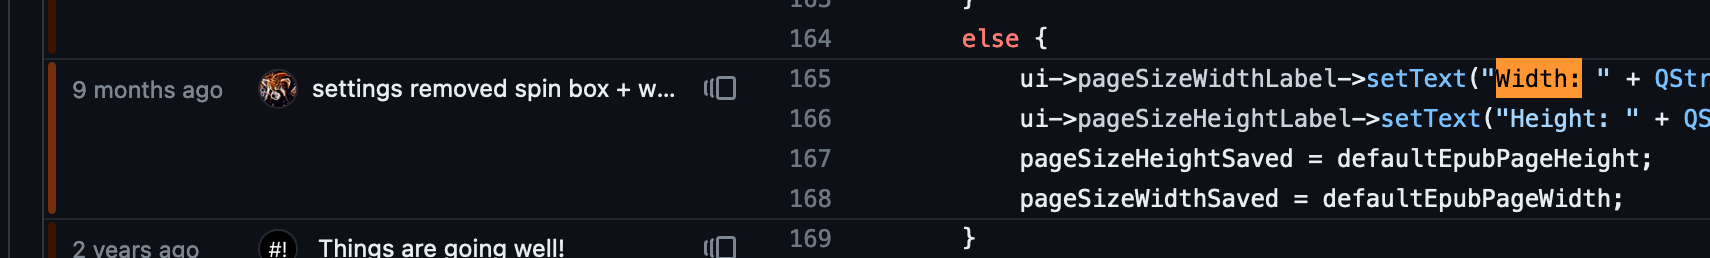 163 }
164 else {
9 months ago settings removed spin box + w... 165 ui->pageSizeWidthLabel->setText("Width: " + QStr
166 ui->pageSizeHeightLabel->setText("Height: " + QS
167 pageSizeHeightSaved = defaultEpubPageHeight;
168 pageSizeWidthSaved = defaultEpubPageWidth;
2 years ago #! Things are going well! 169 }